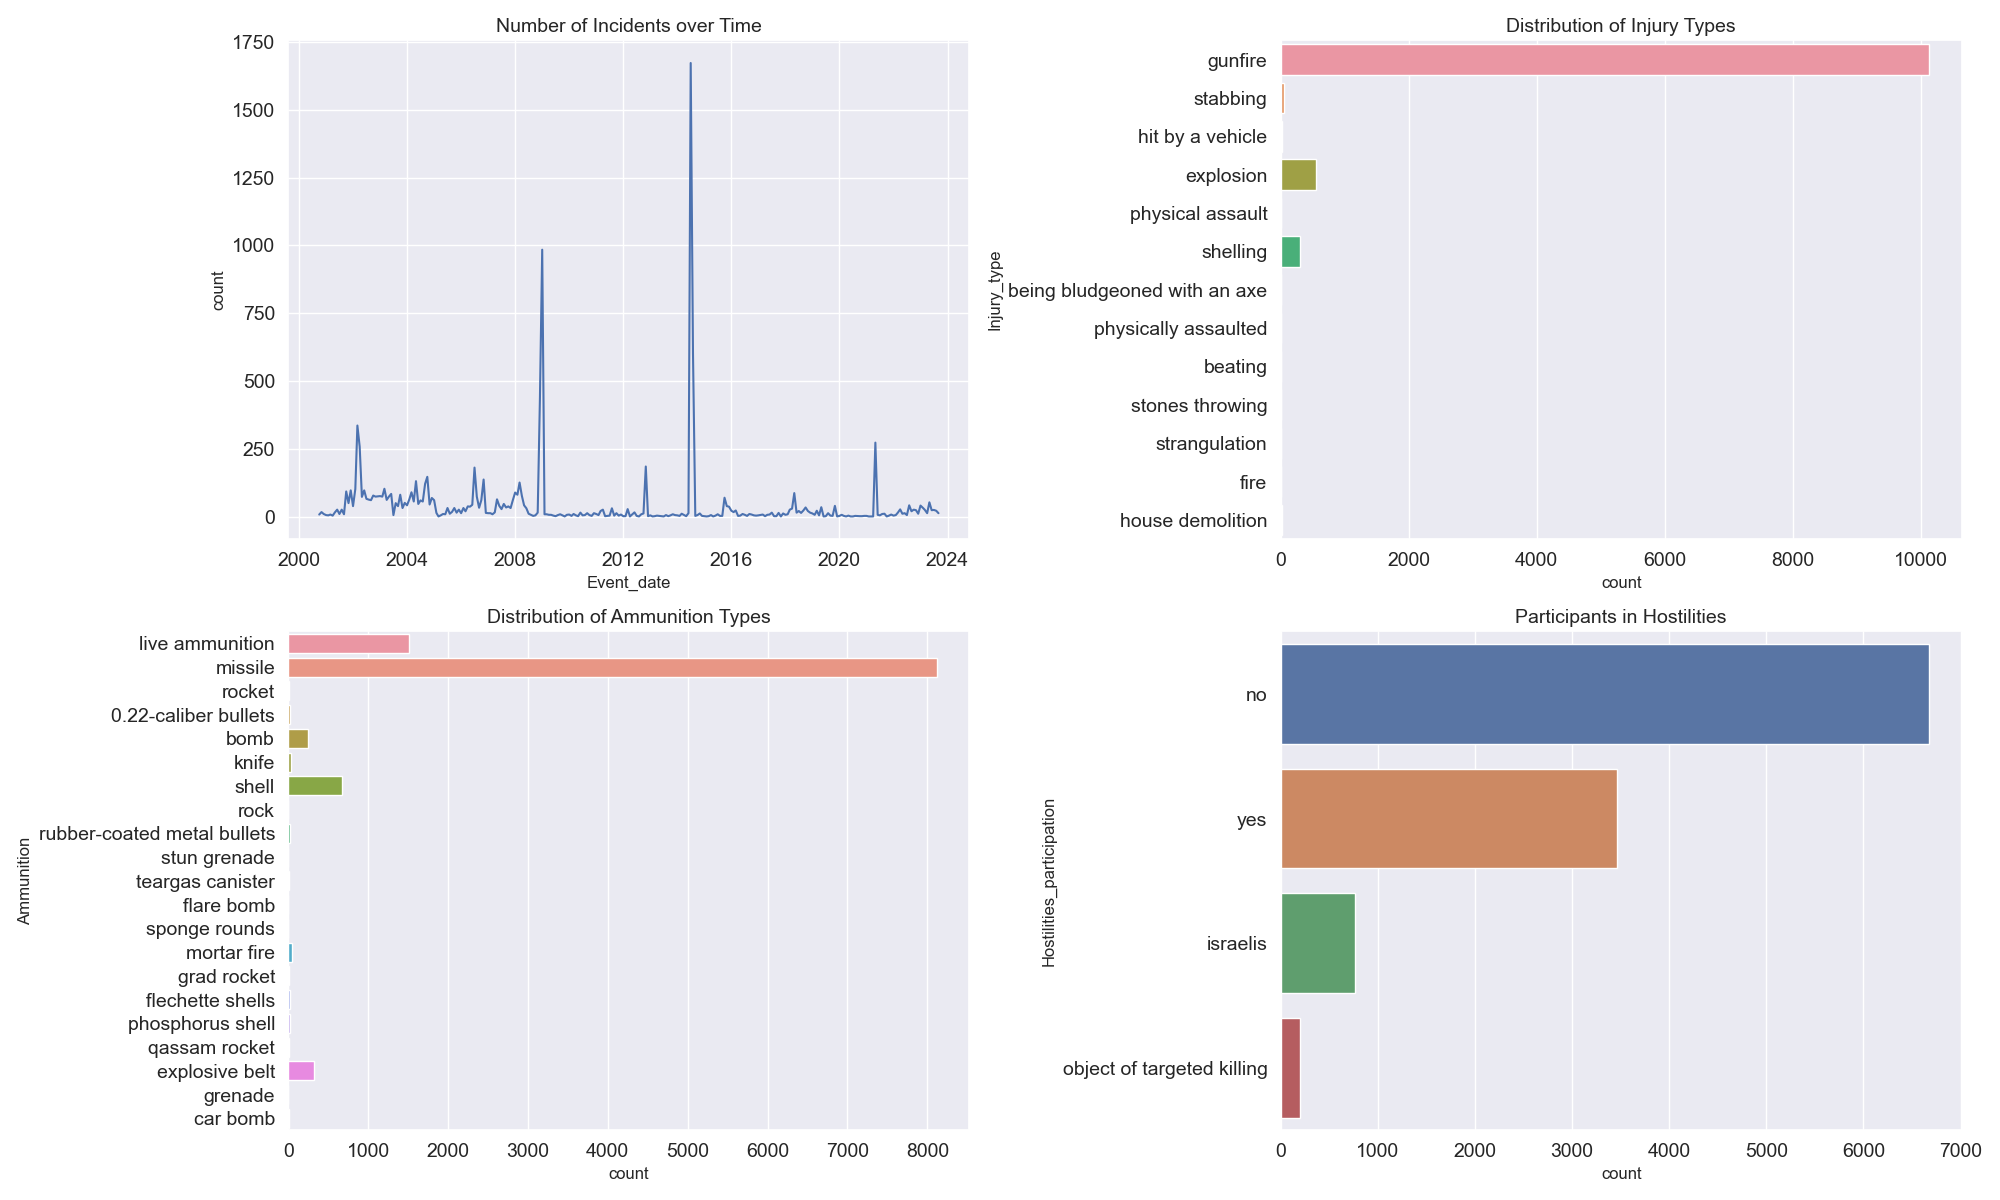 Number of Incidents over Time
1750
1500
1250
1000
750
500
250
0
count
2000 2004 2008 2012 2016 2020 2024
Event_date
Distribution of Injury Types
gunfire
stabbing
hit by a vehicle
explosion
physical assault
shelling
being bludgeoned with an axe
physically assaulted
beating
stones throwing
strangulation
fire
house demolition
Injury_type
0 2000 4000 6000 8000 10000
count
Distribution of Ammunition Types
live ammunition
missile
rocket
0.22-caliber bullets
bomb
knife
shell
rock
rubber-coated metal bullets
stun grenade
teargas canister
flare bomb
sponge rounds
mortar fire
grad rocket
flechette shells
phosphorus shell
qassam rocket
explosive belt
grenade
car bomb
Ammunition
0 1000 2000 3000 4000 5000 6000 7000 8000
count
Participants in Hostilities
no
yes
israelis
object of targeted killing
Hostilities_participation
0 1000 2000 3000 4000 5000 6000 7000
count